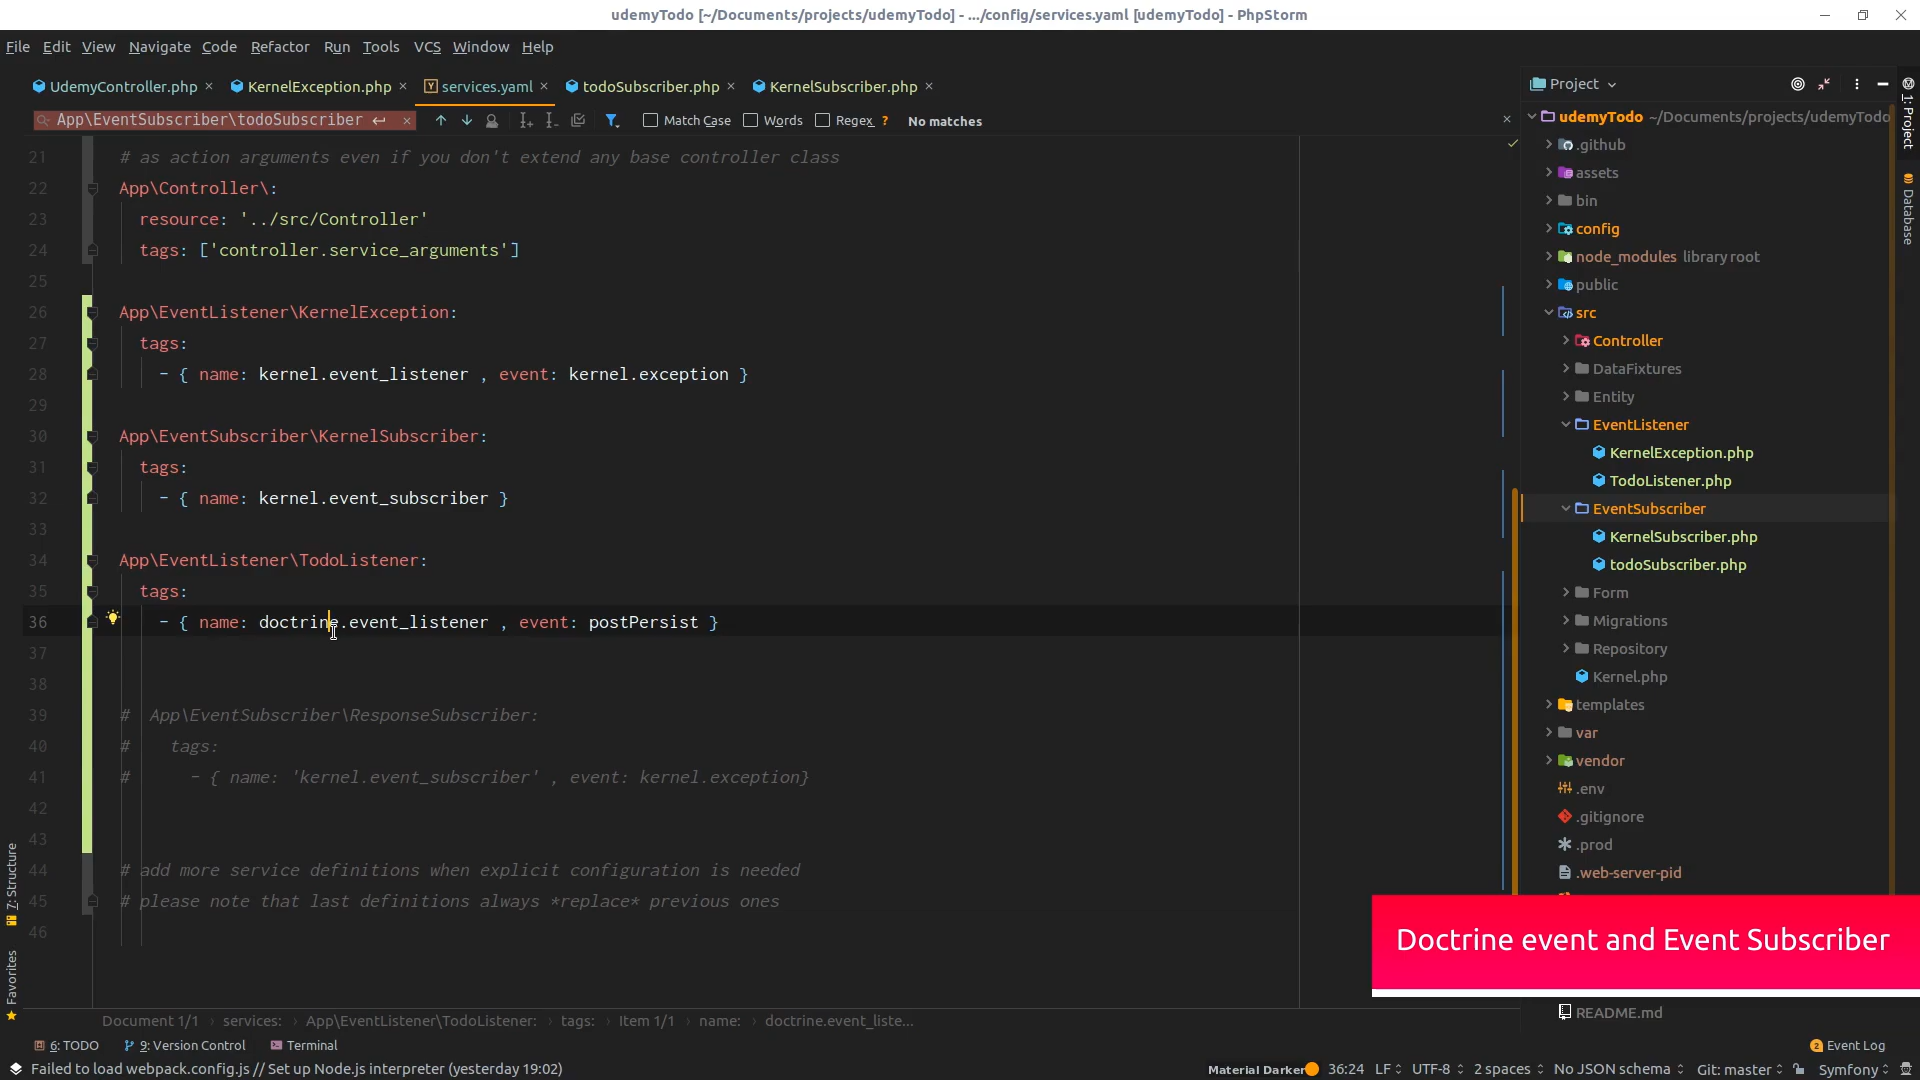 udemyTodo [~/Documents/projects/udemyTodo] - .../config/services.yaml [udemyTodo] - PhpStorm
File Edit View Navigate Code Refactor Run Tools VCS Window Help
UdemyController.php × KernelException.php × services.yaml × todoSubscriber.php × KernelSubscriber.php ×
App\EventSubscriber\todoSubscriber Match Case Words Regex ? No matches
21 # as action arguments even if you don't extend any base controller class
22 App\Controller\:
23 resource: '../src/Controller'
24 tags: ['controller.service_arguments']
25
26 App\EventListener\KernelException:
27 tags:
28 - { name: kernel.event_listener , event: kernel.exception }
29
30 App\EventSubscriber\KernelSubscriber:
31 tags:
32 - { name: kernel.event_subscriber }
33
34 App\EventListener\TodoListener:
35 tags:
36 - { name: doctrine.event_listener , event: postPersist }
37
38
39 # App\EventSubscriber\ResponseSubscriber:
40 # tags:
41 # - { name: 'kernel.event_subscriber' , event: kernel.exception}
42
43
44 # add more service definitions when explicit configuration is needed
45 # please note that last definitions always *replace* previous ones
46
Project
udemyTodo ~/Documents/projects/udemyTodo
.github
assets
bin
config
node_modules library root
public
src
Controller
DataFixtures
Entity
EventListener
KernelException.php
TodoListener.php
EventSubscriber
KernelSubscriber.php
todoSubscriber.php
Form
Migrations
Repository
Kernel.php
templates
var
vendor
.env
.gitignore
.prod
.web-server-pid
README.md
1: Project
Database
7: Structure
Favorites
Doctrine event and Event Subscriber
Document 1/1 › services: › App\EventListener\TodoListener: › tags: › Item 1/1 › name: › doctrine.event_liste...
6: TODO 9: Version Control Terminal 2 Event Log
Failed to load webpack.config.js // Set up Node.js interpreter (yesterday 19:02) Material Darker 36:24 LF UTF-8 2 spaces No JSON schema Git: master Symfony